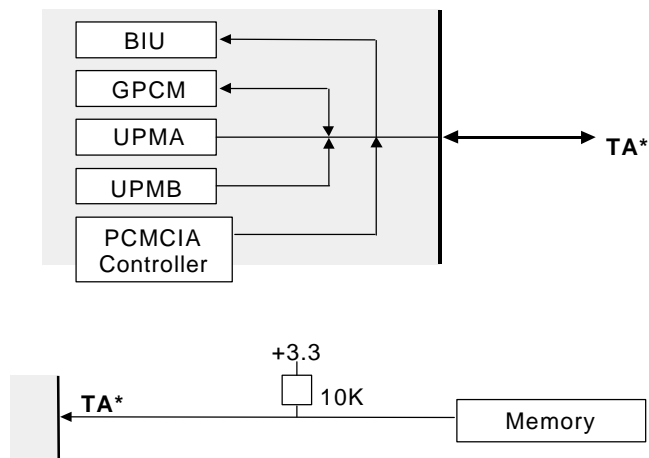 BIU
GPCM
UPMA
UPMB
PCMCIA
Controller
TA*
+3.3
10K
TA*
Memory